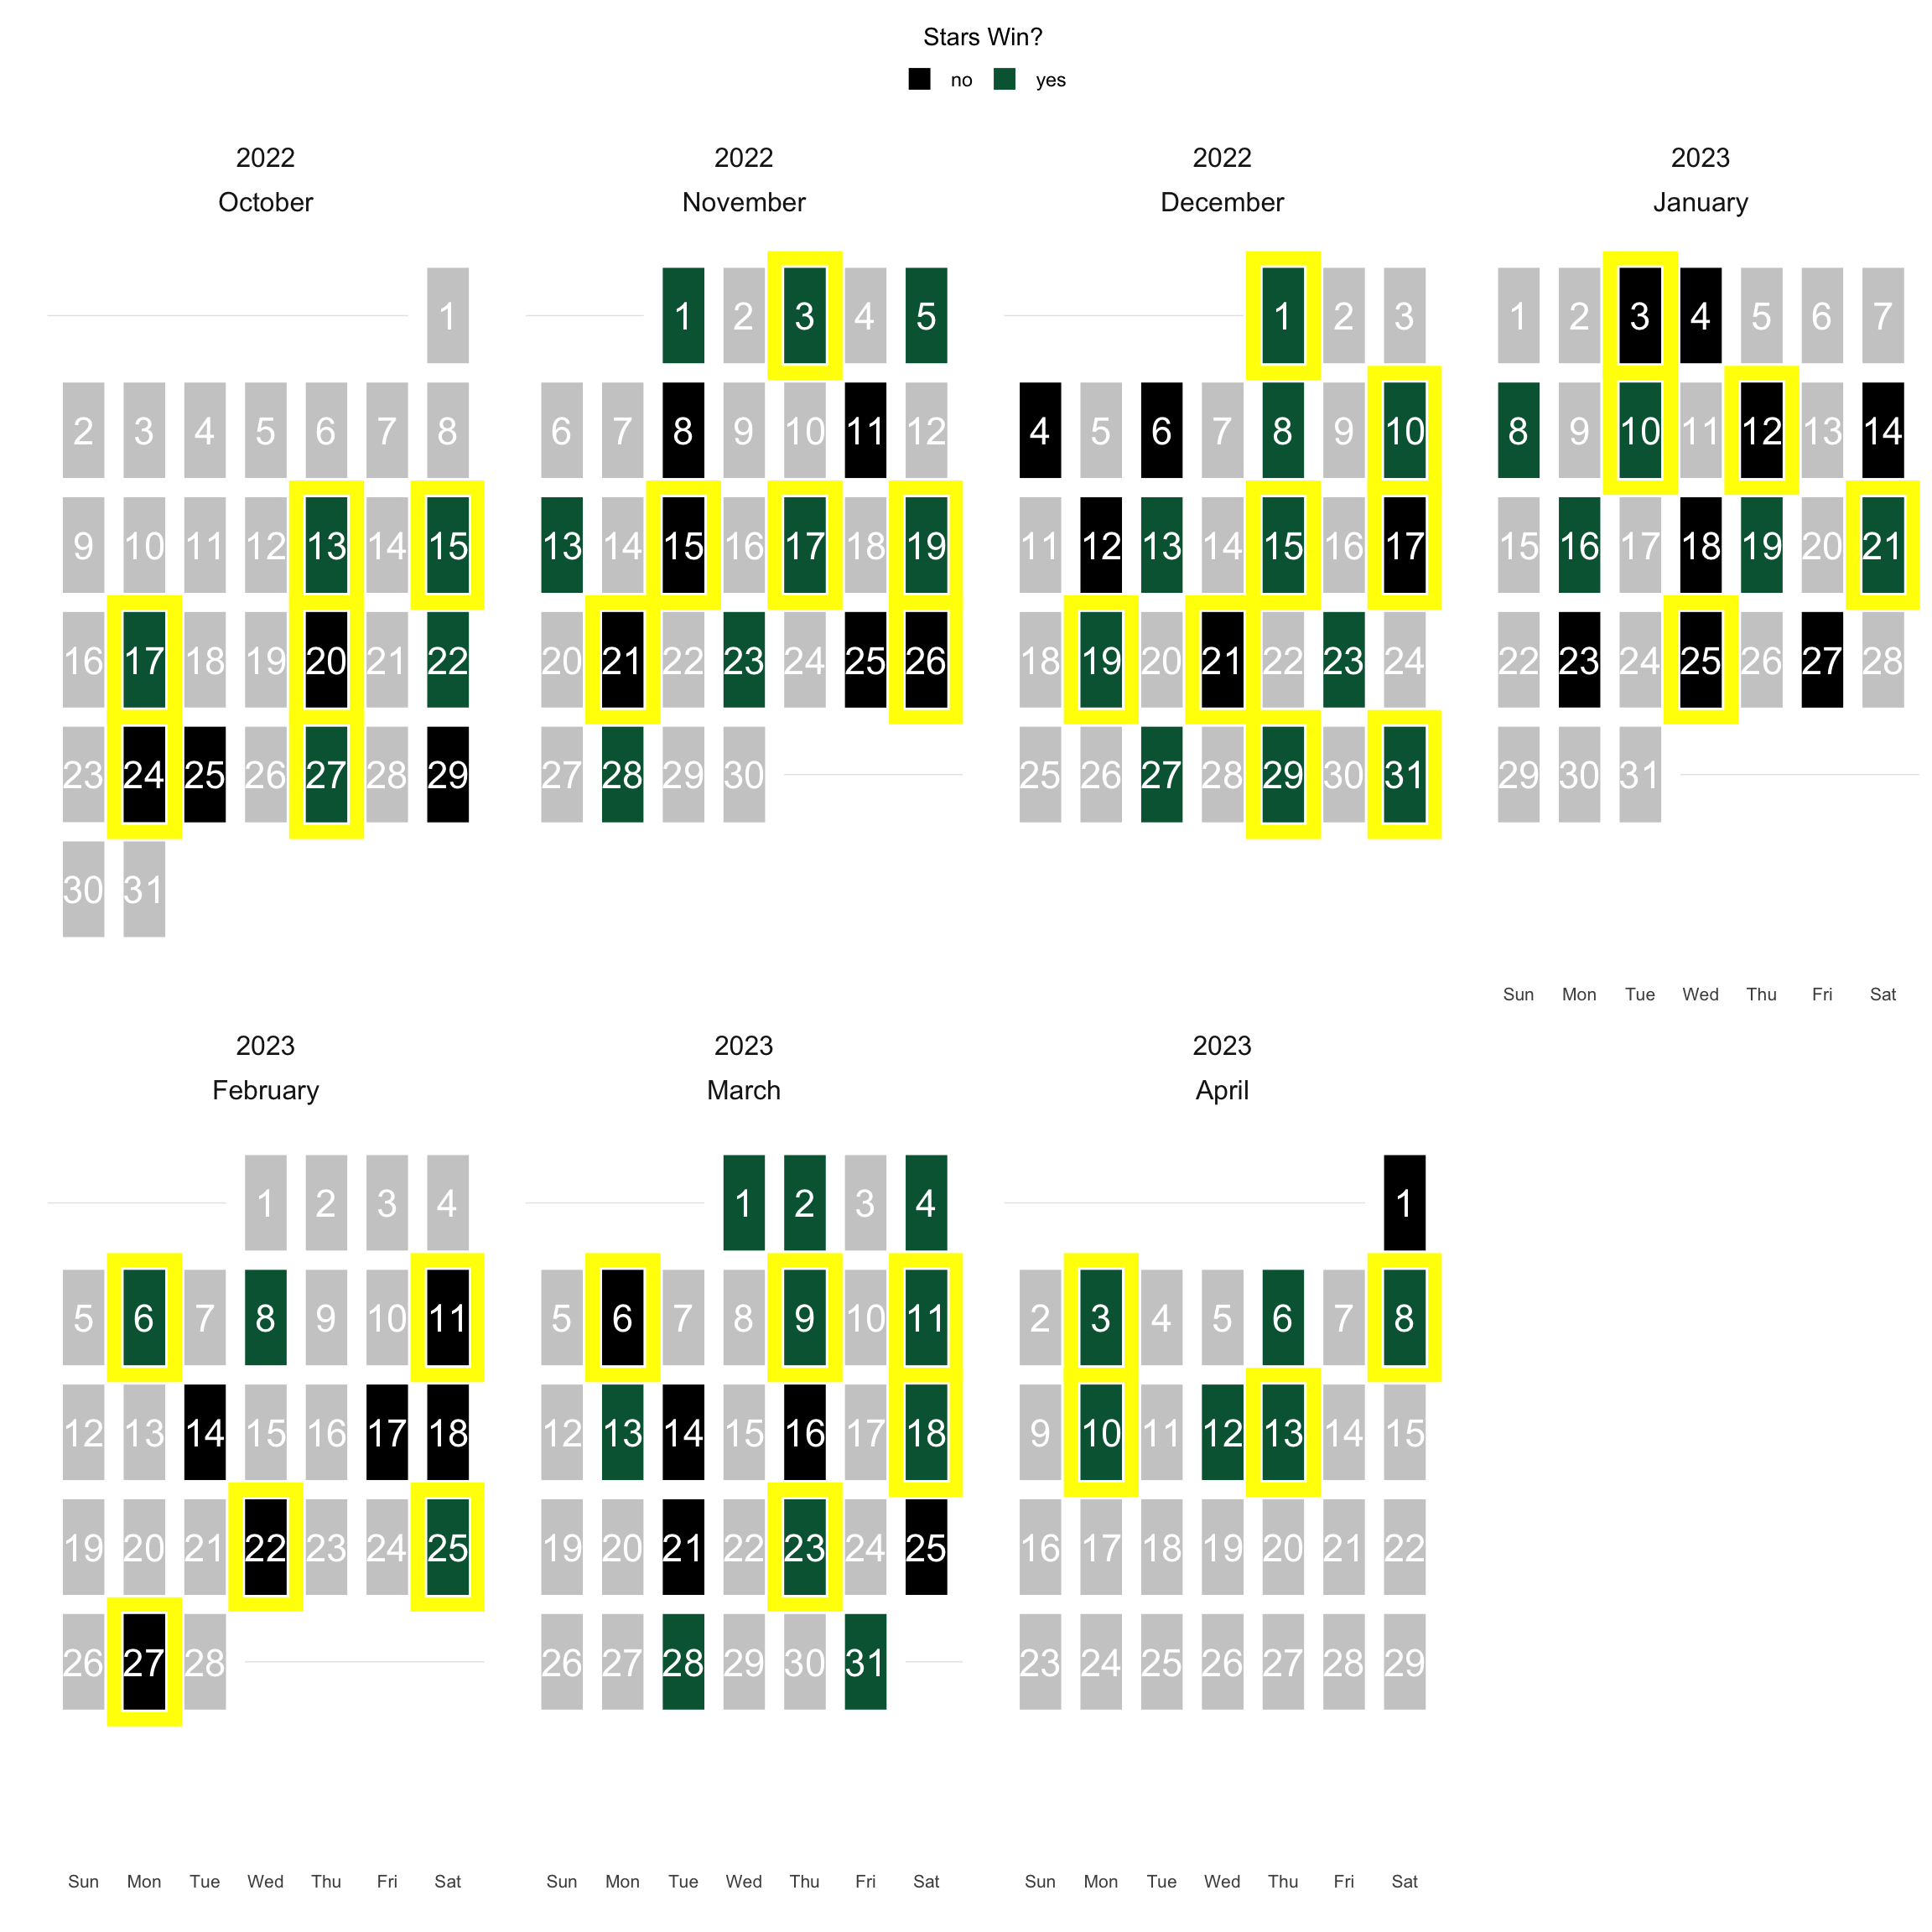 Stars Win?
no yes
2022 2022 2022 2023
October November December January
1 1 2 3 4 5 1 2 3 1 2 3 4 5 6 7
2 3 4 5 6 7 8 6 7 8 9 10 11 12 4 5 6 7 8 9 10 8 9 10 11 12 13 14
9 10 11 12 13 14 15 13 14 15 16 17 18 19 11 12 13 14 15 16 17 15 16 17 18 19 20 21
16 17 18 19 20 21 22 20 21 22 23 24 25 26 18 19 20 21 22 23 24 22 23 24 25 26 27 28
23 24 25 26 27 28 29 27 28 29 30 25 26 27 28 29 30 31 29 30 31
30 31
Sun Mon Tue Wed Thu Fri Sat
2023 2023 2023
February March April
1 2 3 4 1 2 3 4 1
5 6 7 8 9 10 11 5 6 7 8 9 10 11 2 3 4 5 6 7 8
12 13 14 15 16 17 18 12 13 14 15 16 17 18 9 10 11 12 13 14 15
19 20 21 22 23 24 25 19 20 21 22 23 24 25 16 17 18 19 20 21 22
26 27 28 26 27 28 29 30 31 23 24 25 26 27 28 29
Sun Mon Tue Wed Thu Fri Sat Sun Mon Tue Wed Thu Fri Sat Sun Mon Tue Wed Thu Fri Sat